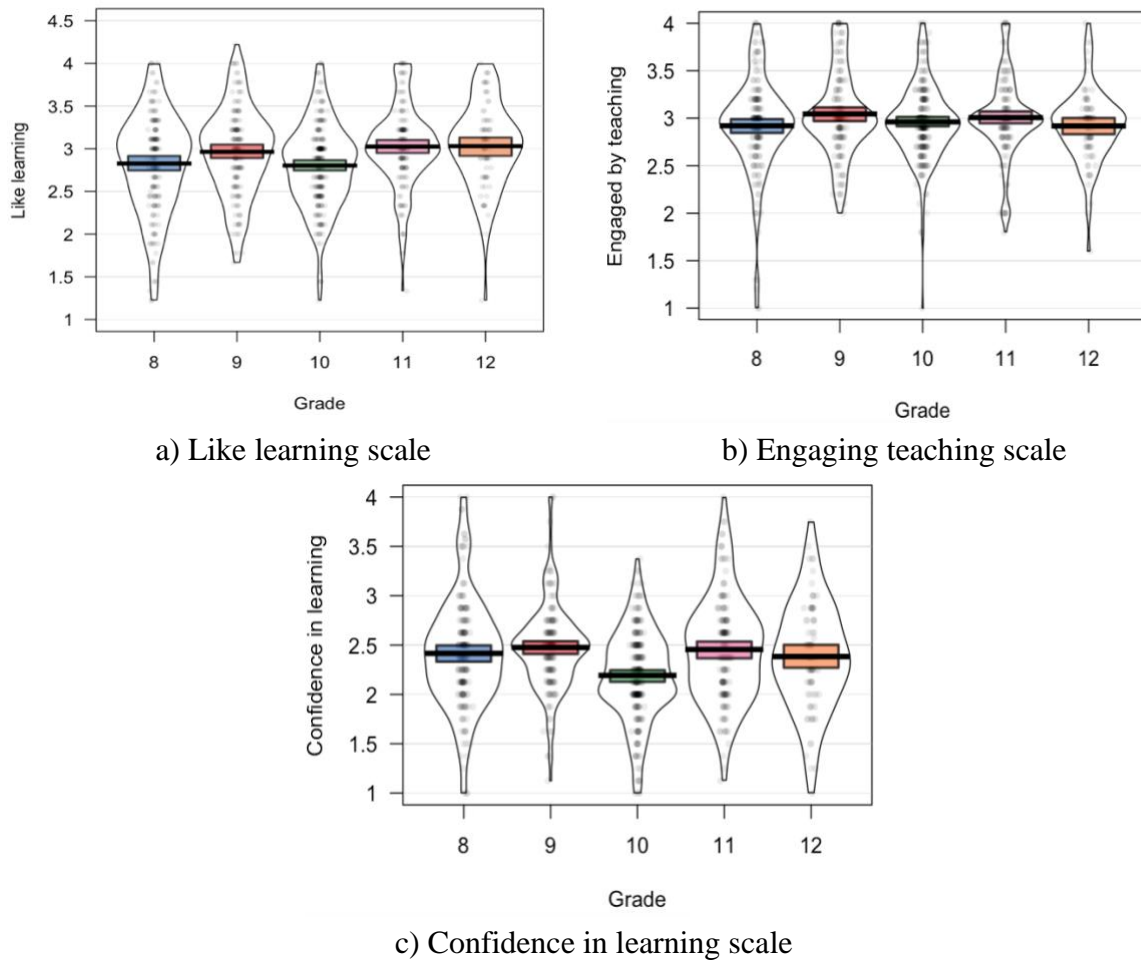 Like learning
4.5
4
3.5
3
2.5
2
1.5
1
8 9 10 11 12
Grade
a) Like learning scale
Engaged by teaching
4
3.5
3
2.5
2
1.5
1
8 9 10 11 12
Grade
b) Engaging teaching scale
Confidence in learning
4
3.5
3
2.5
2
1.5
1
8 9 10 11 12
Grade
c) Confidence in learning scale